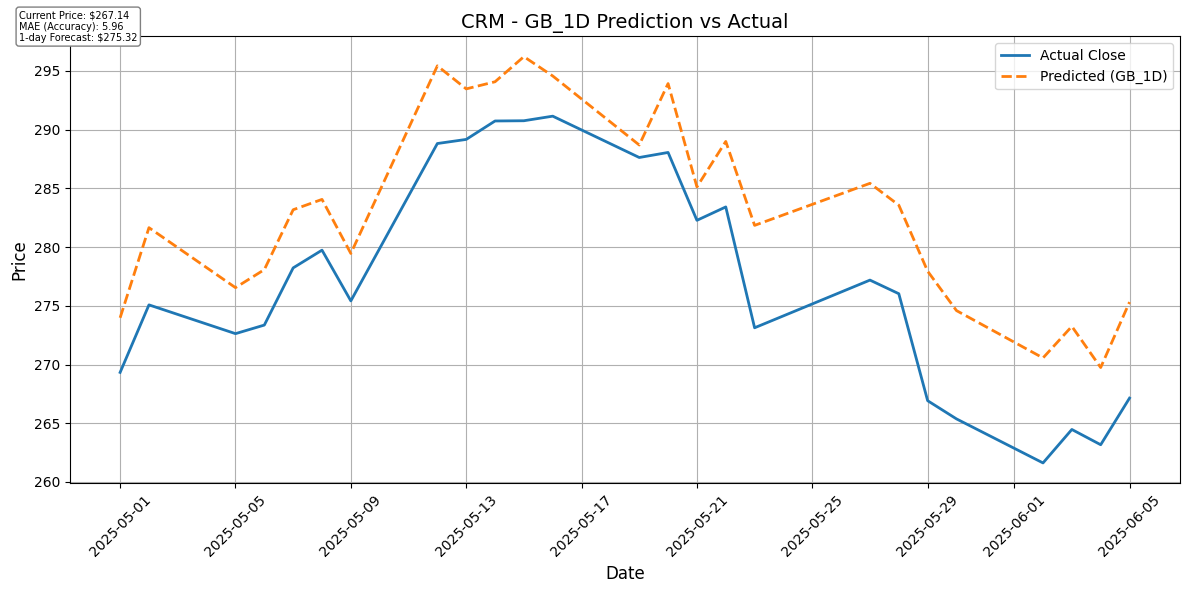 CRM - GB_1D Prediction vs Actual
Current Price: $267.14
MAE (Accuracy): 5.96
1-day Forecast: $275.32
Actual Close
Predicted (GB_1D)
Price
295
290
285
280
275
270
265
260
2025-05-01
2025-05-05
2025-05-09
2025-05-13
2025-05-17
2025-05-21
2025-05-25
2025-05-29
2025-06-01
2025-06-05
Date